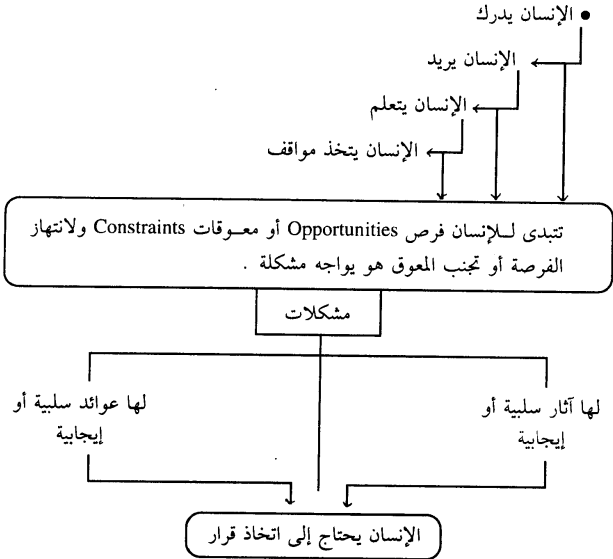 ● الإنسان يدرك
الإنسان يريد
الإنسان يتعلم
الإنسان يتخذ مواقف
تتبدى لــلإنسان فرص Opportunities أو معــوقات Constraints ولانتهاز
الفرصة أو تجنب المعوق هو يواجه مشكلة .
مشكلات
لها آثار سلبية أو
إيجابية
لها عوائد سلبية أو
إيجابية
الإنسان يحتاج إلى اتخاذ قرار